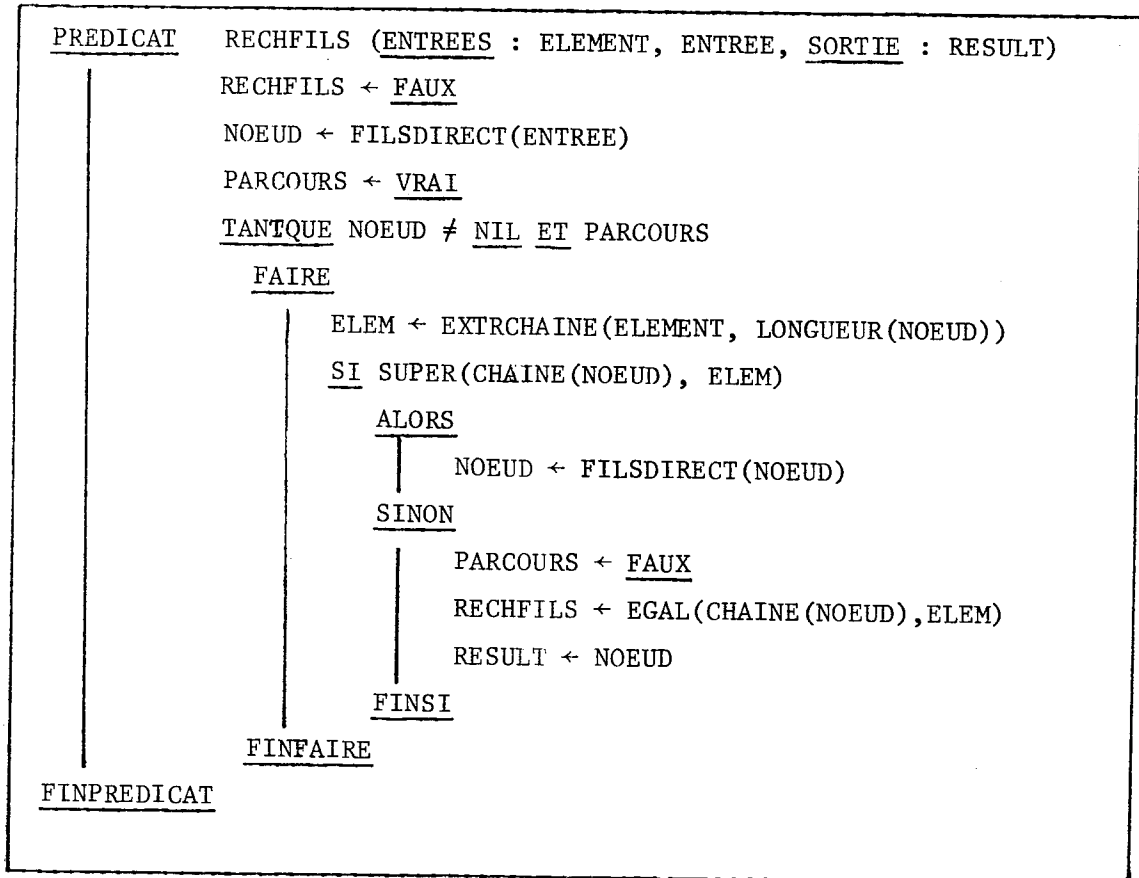 PREDICAT RECHFILS (ENTREES : ELEMENT, ENTREE, SORTIE : RESULT)
RECHFILS ← FAUX
NOEUD ← FILSDIRECT(ENTREE)
PARCOURS ← VRAI
TANTQUE NOEUD ≠ NIL ET PARCOURS
FAIRE
ELEM ← EXTRCHAINE(ELEMENT, LONGUEUR(NOEUD))
SI SUPER(CHAINE(NOEUD), ELEM)
ALORS
NOEUD ← FILSDIRECT(NOEUD)
SINON
PARCOURS ← FAUX
RECHFILS ← EGAL(CHAINE(NOEUD),ELEM)
RESULT ← NOEUD
FINSI
FINFAIRE
FINPREDICAT